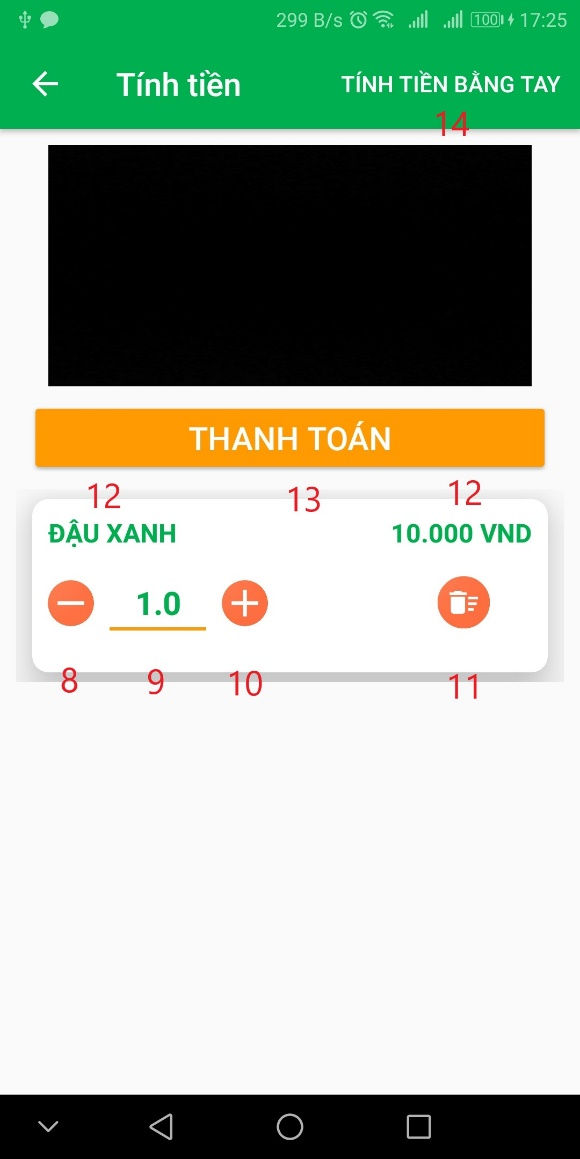 299 B/s 100 17:25
Tính tiền TÍNH TIỀN BẰNG TAY
14
THANH TOÁN
12 13 12
ĐẬU XANH 10.000 VND
1.0
8 9 10 11